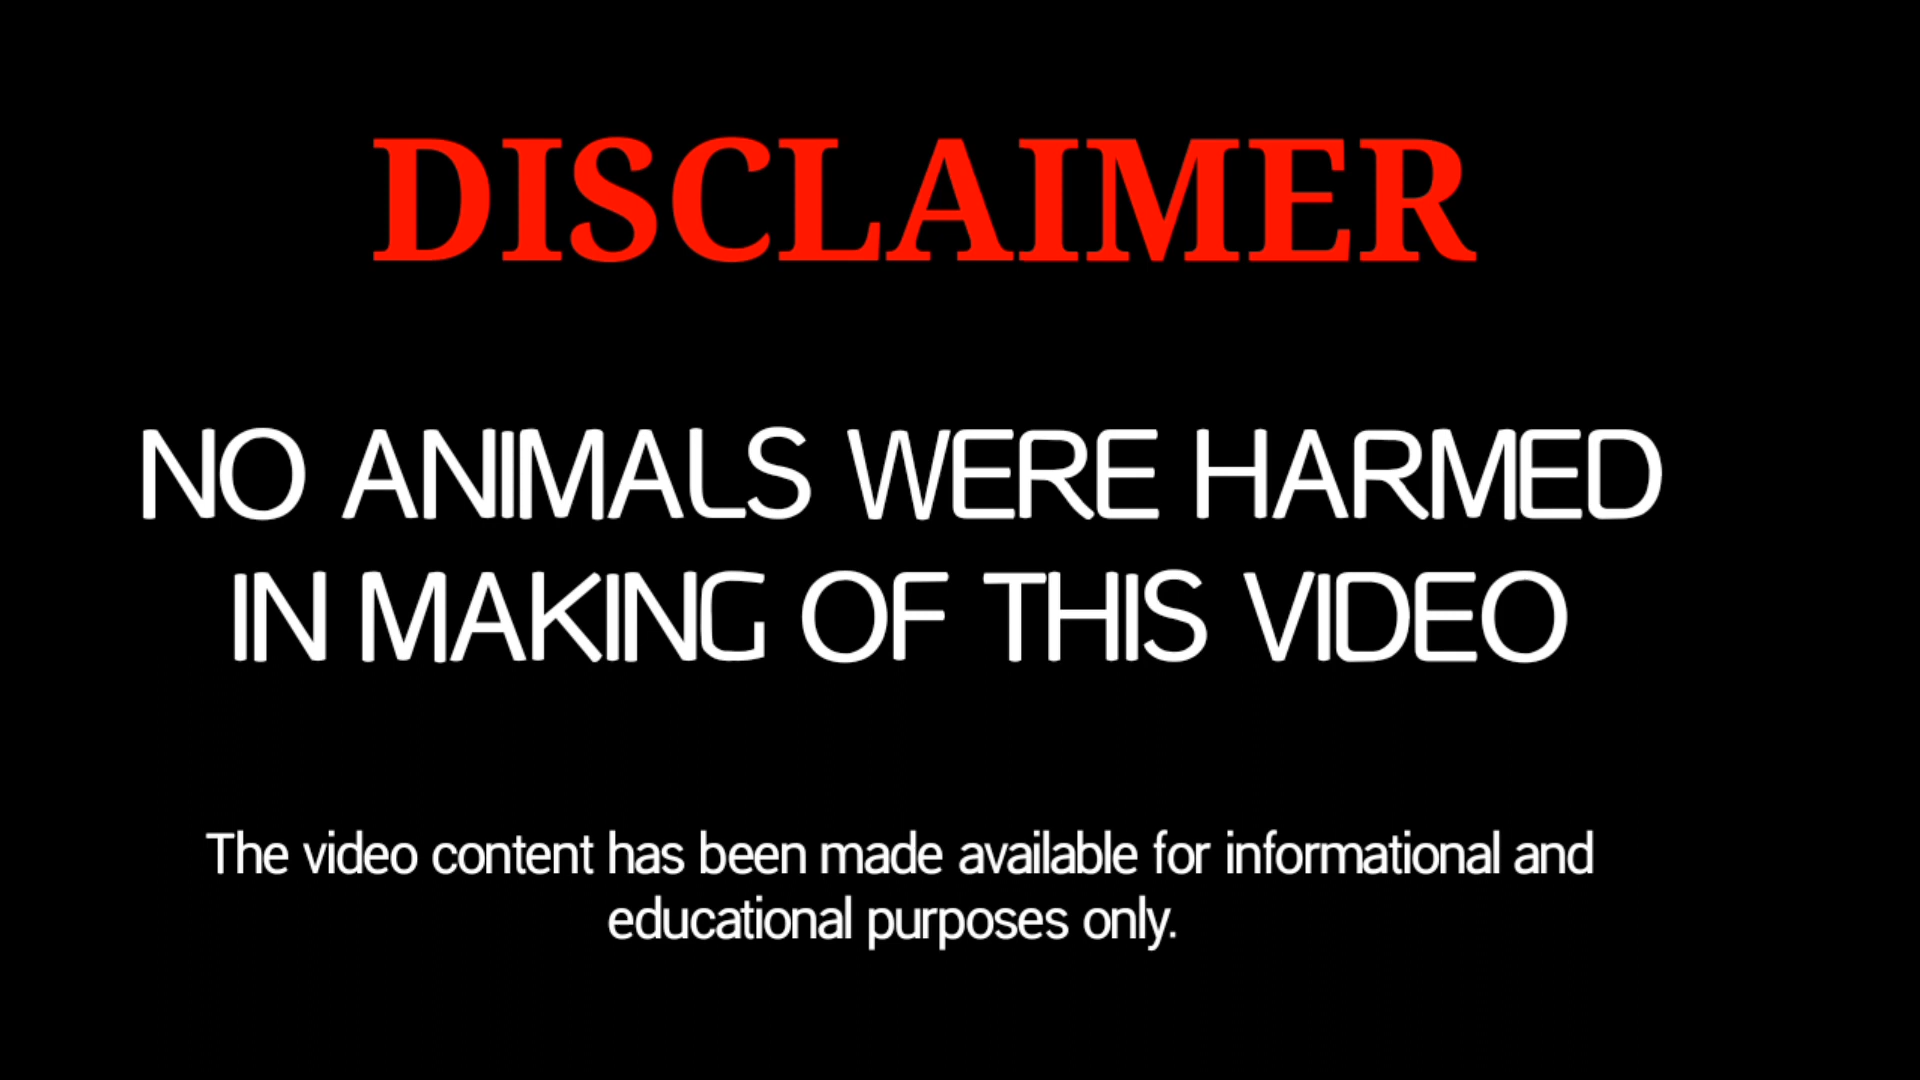 DISCLAIMER
NO ANIMALS WERE HARMED
IN MAKING OF THIS VIDEO
The video content has been made available for informational and
educational purposes only.